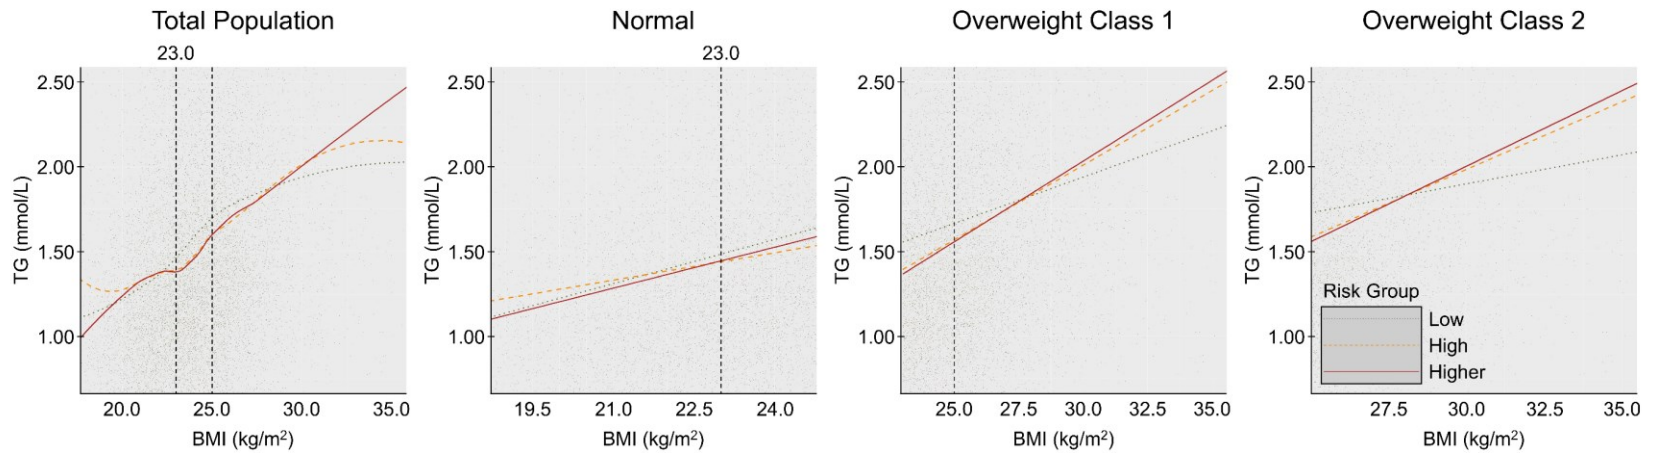 Total Population
23.0
2.50
2.00
1.50
1.00
TG (mmol/L)
20.0 25.0 30.0 35.0
BMI (kg/m²)
Normal
23.0
2.50
2.00
1.50
1.00
TG (mmol/L)
19.5 21.0 22.5 24.0
BMI (kg/m²)
Overweight Class 1
2.50
2.00
1.50
1.00
TG (mmol/L)
25.0 27.5 30.0 32.5 35.0
BMI (kg/m²)
Overweight Class 2
2.50
2.00
1.50
1.00
TG (mmol/L)
Risk Group
Low
High
Higher
27.5 30.0 32.5 35.0
BMI (kg/m²)